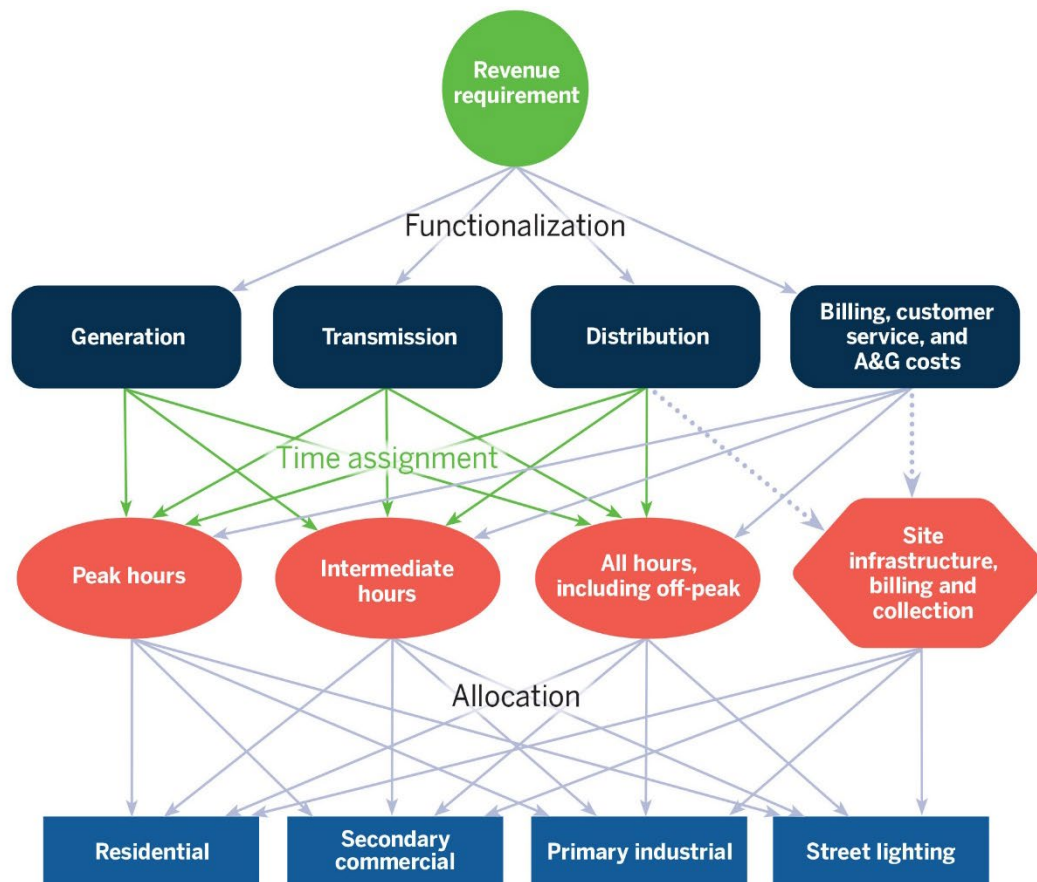 Revenue
requirement
Functionalization
Generation
Transmission
Distribution
Billing, customer
service, and
A&G costs
Time assignment
Peak hours
Intermediate
hours
All hours,
including off-peak
Site
infrastructure,
billing and
collection
Allocation
Residential
Secondary
commercial
Primary industrial
Street lighting